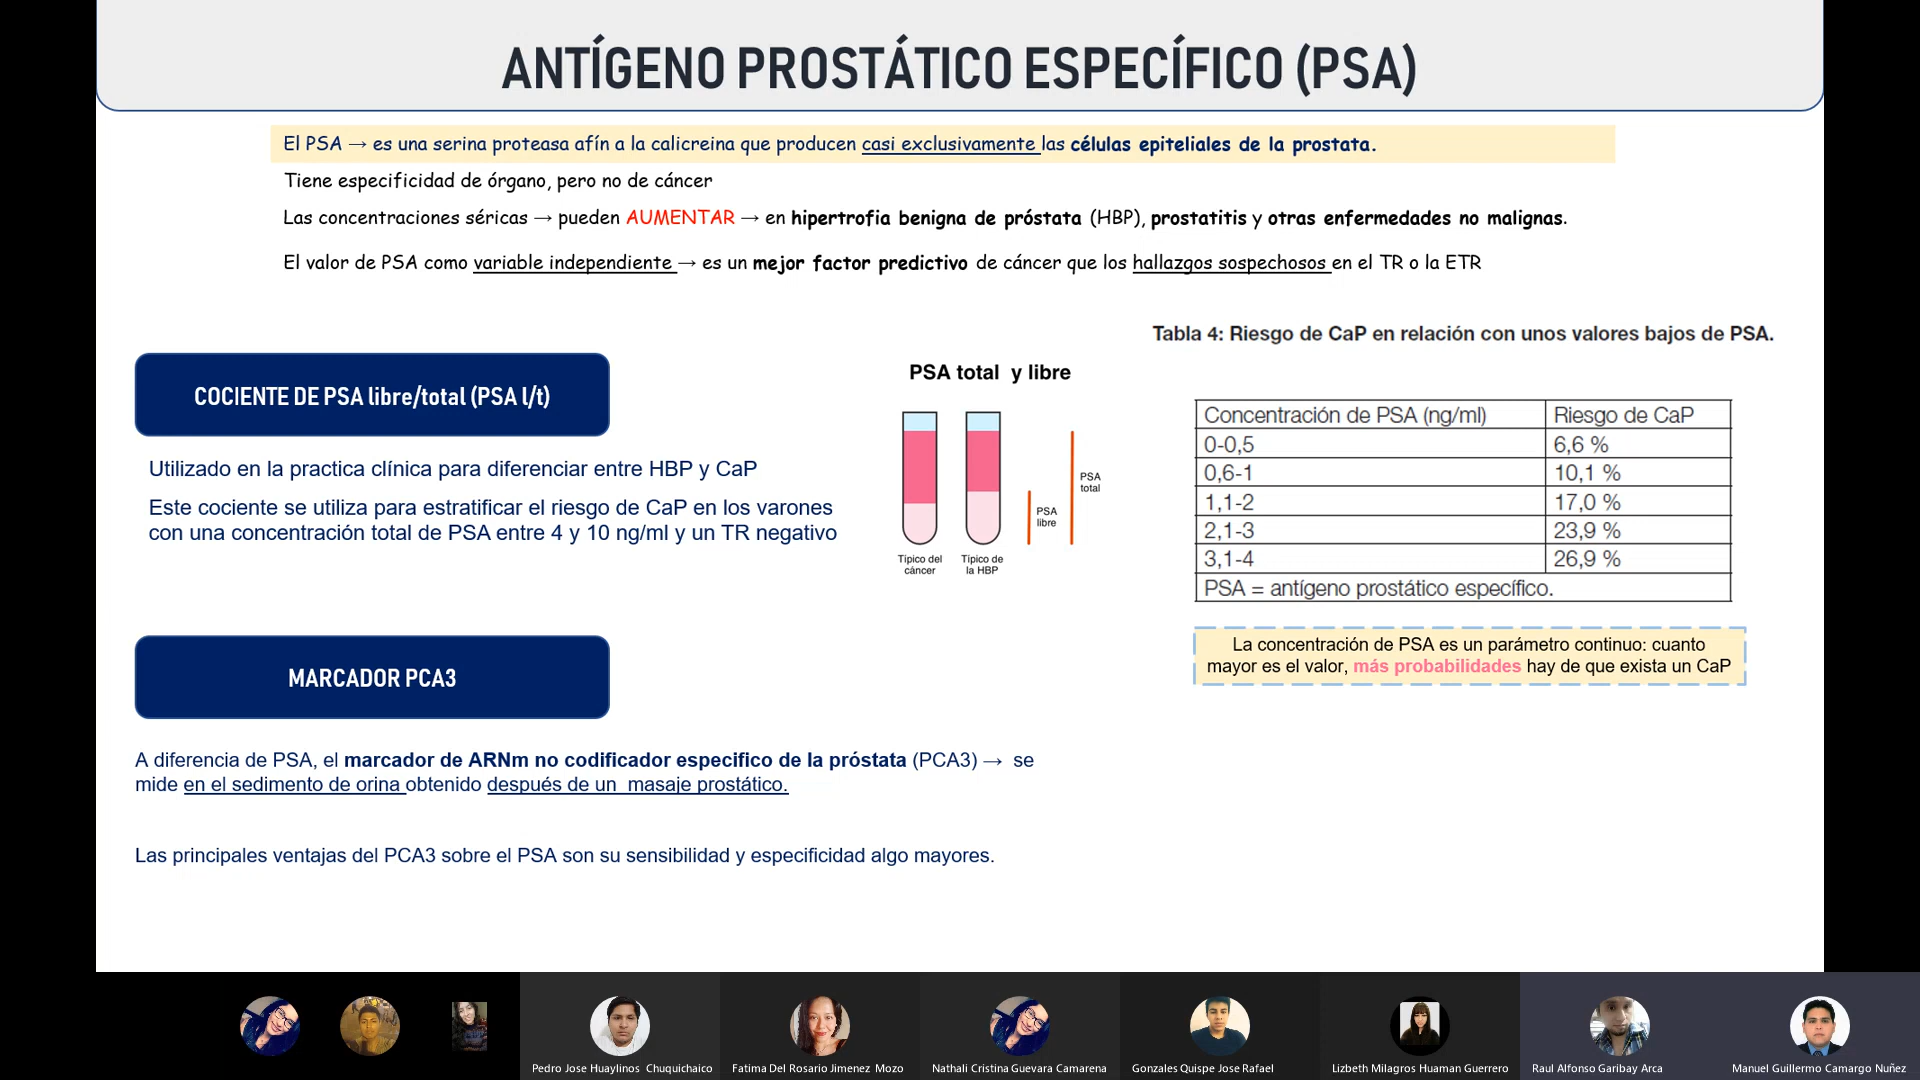 ANTÍGENO PROSTÁTICO ESPECÍFICO (PSA)
El PSA → es una serina proteasa afín a la calicreina que producen casi exclusivamente las células epiteliales de la prostata.
Tiene especificidad de órgano, pero no de cáncer
Las concentraciones séricas → pueden AUMENTAR → en hipertrofia benigna de próstata (HBP), prostatitis y otras enfermedades no malignas.
El valor de PSA como variable independiente → es un mejor factor predictivo de cáncer que los hallazgos sospechosos en el TR o la ETR
COCIENTE DE PSA libre/total (PSA l/t)
Utilizado en la practica clínica para diferenciar entre HBP y CaP
Este cociente se utiliza para estratificar el riesgo de CaP en los varones
con una concentración total de PSA entre 4 y 10 ng/ml y un TR negativo
PSA total y libre
PSA
total
PSA
libre
Típico del
cáncer
Típico de
la HBP
Tabla 4: Riesgo de CaP en relación con unos valores bajos de PSA.
Concentración de PSA (ng/ml) Riesgo de CaP
0-0,5 6,6 %
0,6-1 10,1 %
1,1-2 17,0 %
2,1-3 23,9 %
3,1-4 26,9 %
PSA = antígeno prostático específico.
La concentración de PSA es un parámetro continuo: cuanto
mayor es el valor, más probabilidades hay de que exista un CaP
MARCADOR PCA3
A diferencia de PSA, el marcador de ARNm no codificador especifico de la próstata (PCA3) → se
mide en el sedimento de orina obtenido después de un masaje prostático.
Las principales ventajas del PCA3 sobre el PSA son su sensibilidad y especificidad algo mayores.
Pedro Jose Huaylinos Chuquichaico
Fatima Del Rosario Jimenez Mozo
Nathali Cristina Guevara Camarena
Gonzales Quispe Jose Rafael
Lizbeth Milagros Huaman Guerrero
Raul Alfonso Garibay Arca
Manuel Guillermo Camargo Nuñez